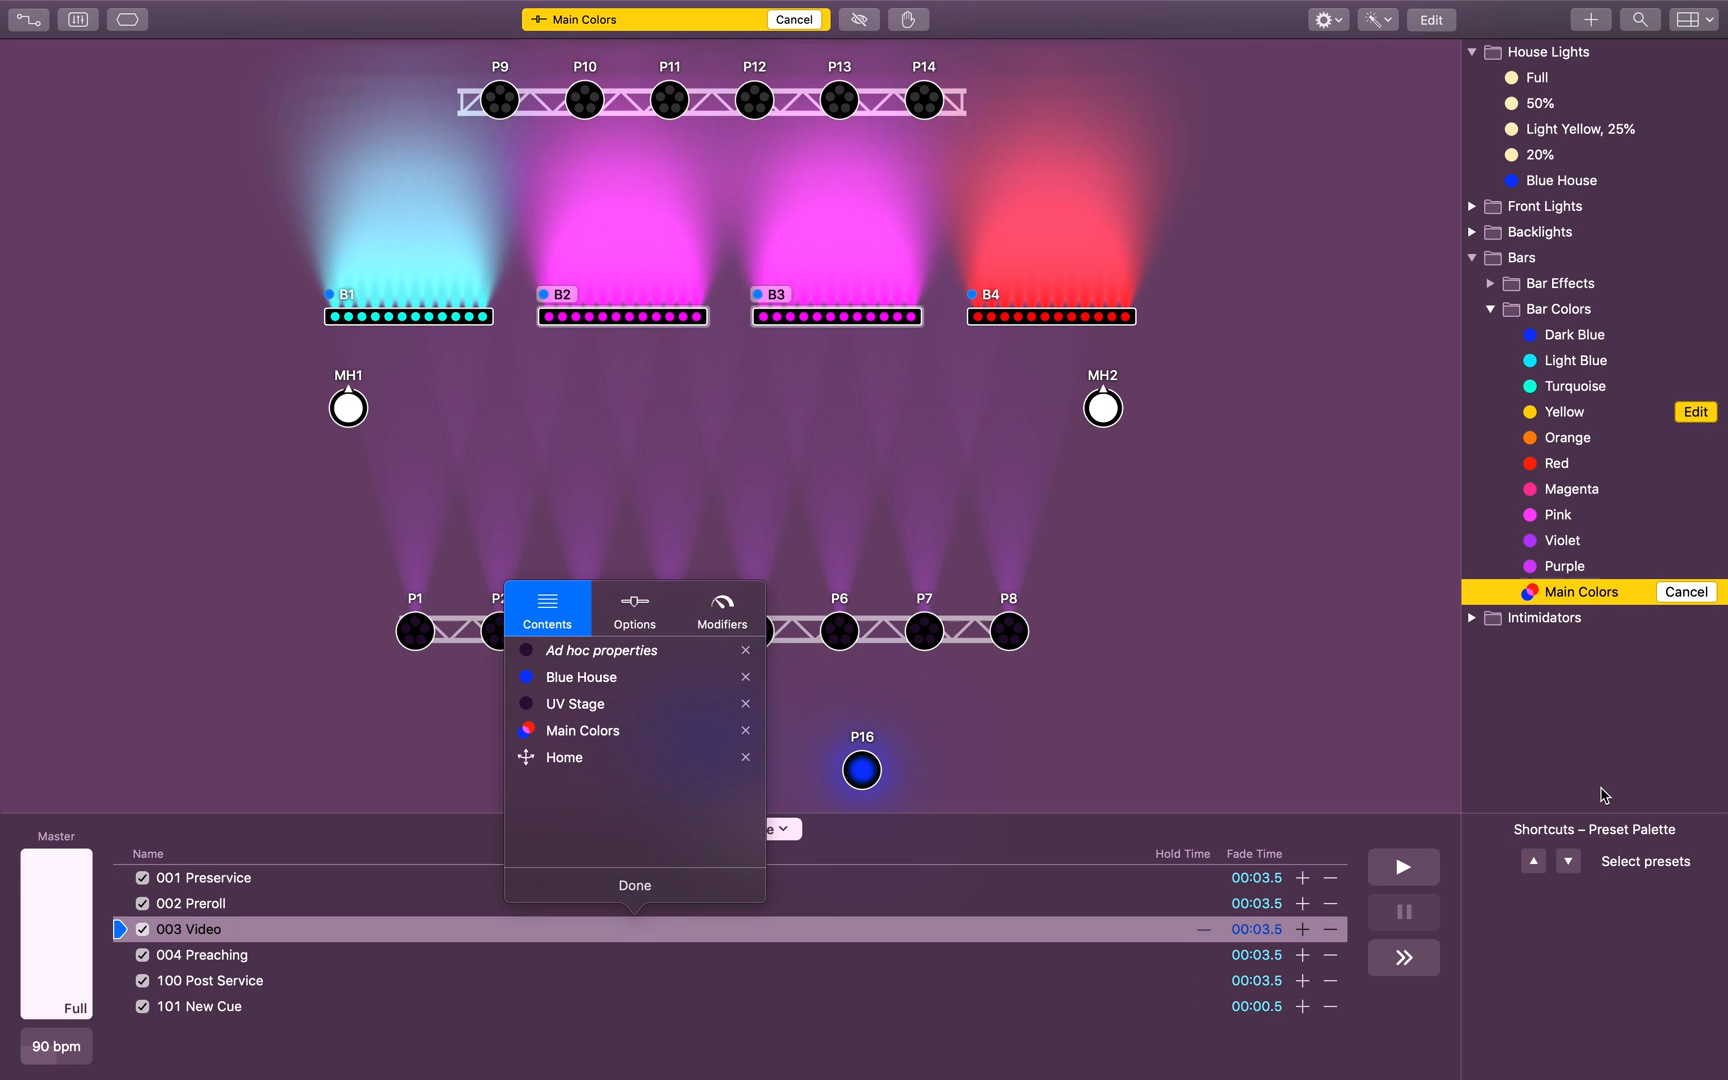 Main Colors
Cancel
Edit
P9
P10
P11
P12
P13
P14
B1
B2
B3
B4
MH1
MH2
P1
P2
P6
P7
P8
P16
Contents
Options
Modifiers
Ad hoc properties
Blue House
UV Stage
Main Colors
Home
Done
House Lights
Full
50%
Light Yellow, 25%
20%
Blue House
Front Lights
Backlights
Bars
Bar Effects
Bar Colors
Dark Blue
Light Blue
Turquoise
Yellow
Edit
Orange
Red
Magenta
Pink
Violet
Purple
Main Colors
Cancel
Intimidators
Shortcuts – Preset Palette
Select presets
Master
Full
90 bpm
Name
Hold Time
Fade Time
001 Preservice
00:03.5
002 Preroll
00:03.5
003 Video
00:03.5
004 Preaching
00:03.5
100 Post Service
00:03.5
101 New Cue
00:00.5